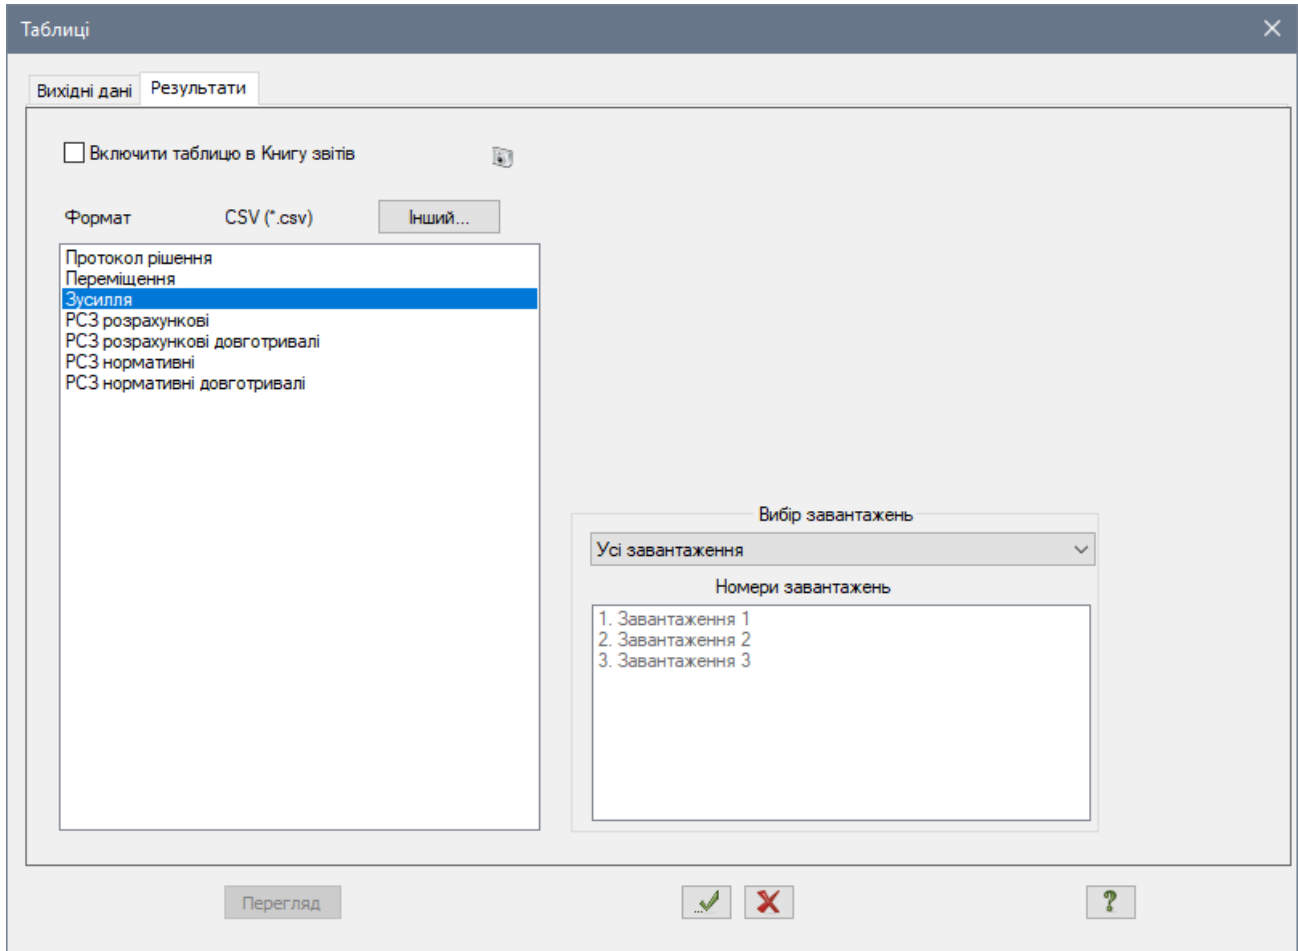 Таблиці
Вихідні дані
Результати
Включити таблицю в Книгу звітів
Формат CSV (*.csv) Інший...
Протокол рішення
Переміщення
Зусилля
РСЗ розрахункові
РСЗ розрахункові довготривалі
РСЗ нормативні
РСЗ нормативні довготривалі
Вибір завантажень
Усі завантаження
Номери завантажень
1. Завантаження 1
2. Завантаження 2
3. Завантаження 3
Перегляд
?